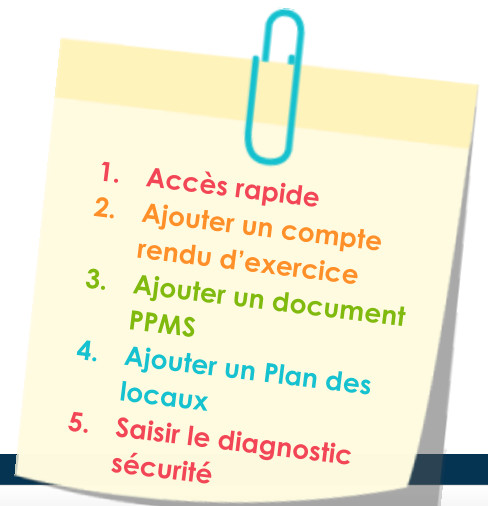 1. Accès rapide
2. Ajouter un compte
rendu d'exercice
3. Ajouter un document
PPMS
4. Ajouter un Plan des
locaux
5. Saisir le diagnostic
sécurité